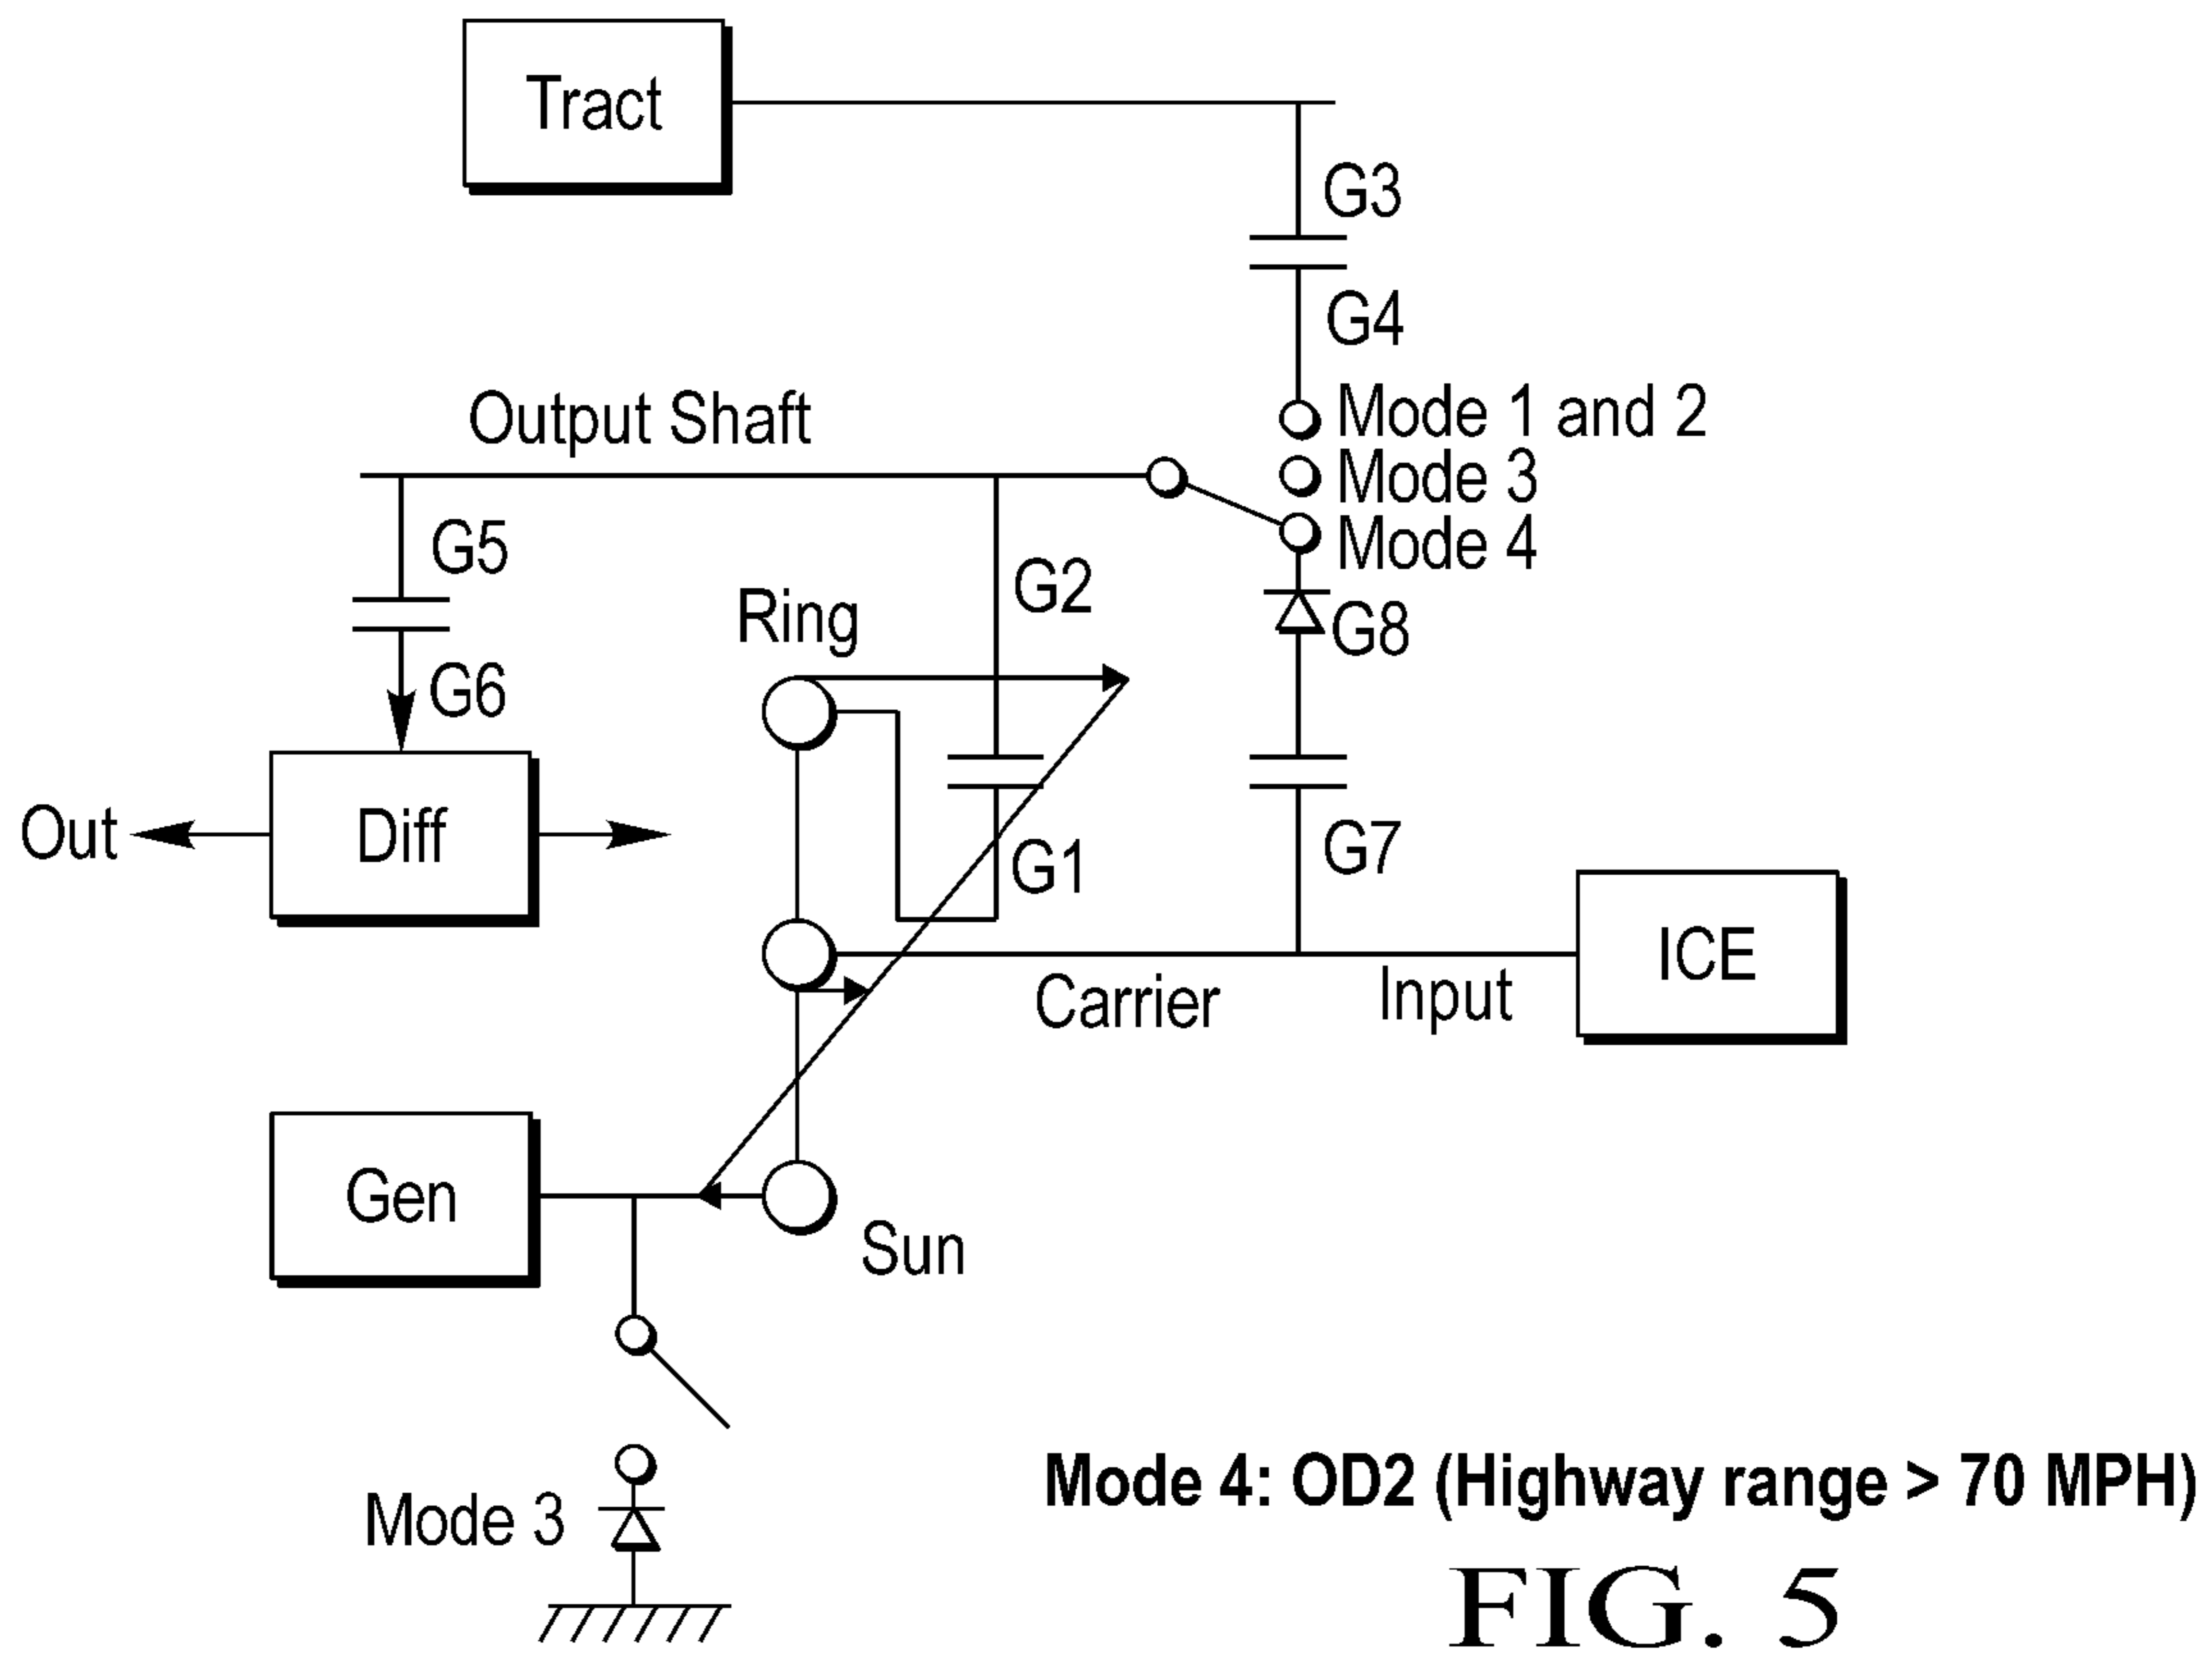 Tract
G3
G4
Output Shaft
Mode 1 and 2
Mode 3
Mode 4
G5
G2
Ring
G8
G6
Out
Diff
G1
G7
ICE
Carrier
Input
Gen
Sun
Mode 3
Mode 4: OD2 (Highway range > 70 MPH)
FIG. 5